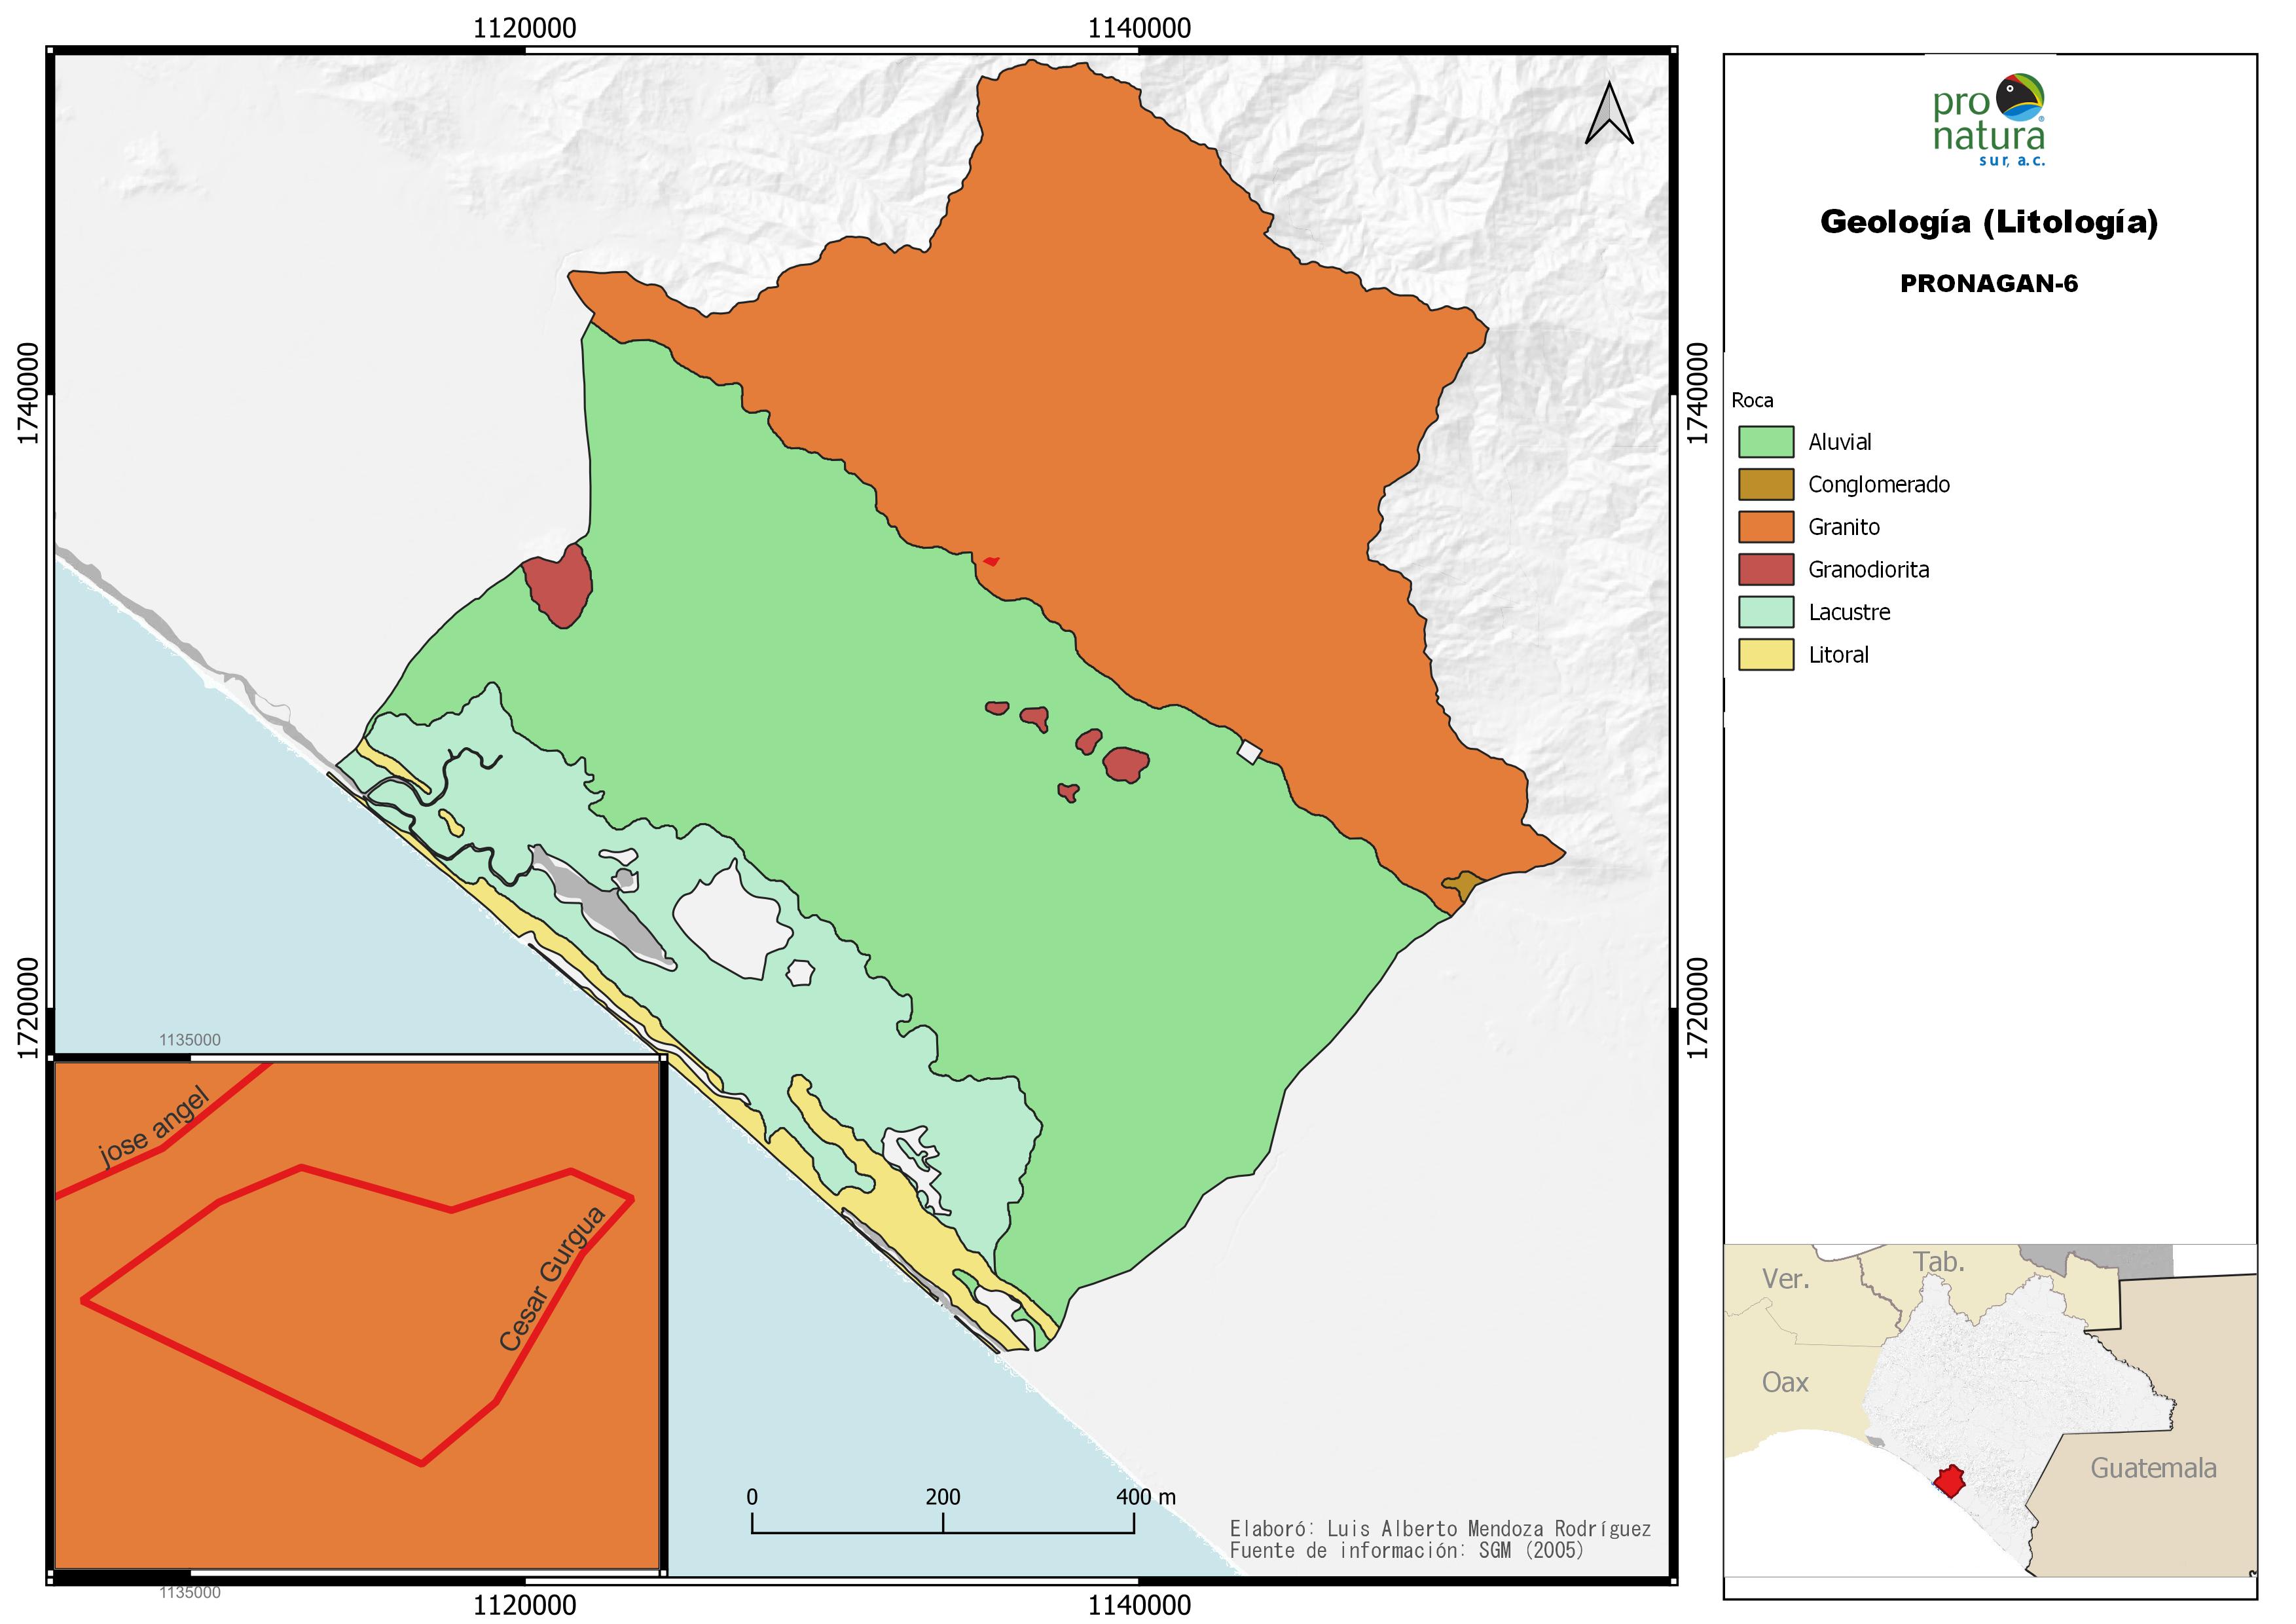 1120000
1140000
1740000
1740000
1720000
1720000
1135000
jose angel
Cesar Gurgua
1135000
1120000
1140000
0 200 400 m
Elaboró: Luis Alberto Mendoza Rodríguez
Fuente de información: SGM (2005)
pro
natura
sur, a.c.
Geología (Litología)
PRONAGAN-6
Roca
Aluvial
Conglomerado
Granito
Granodiorita
Lacustre
Litoral
Ver.
Tab.
Oax
Guatemala